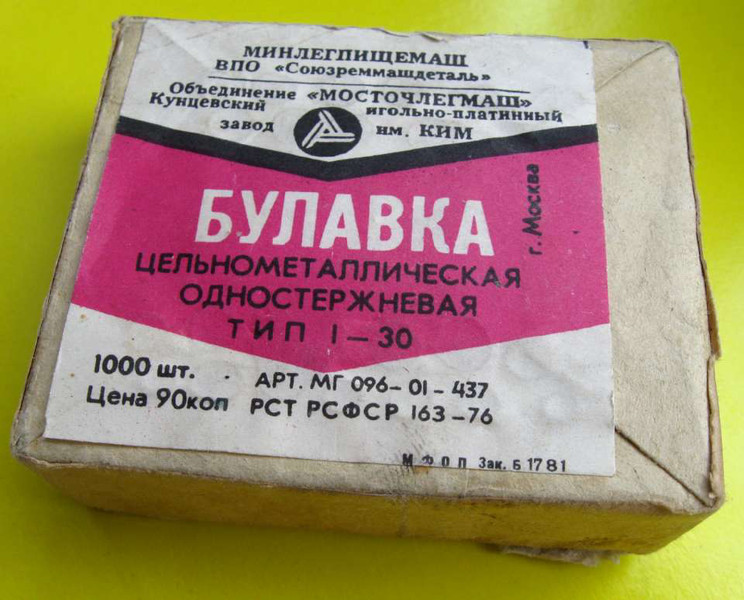 МИНЛЕГПИЩЕМАШ
ВПО «Союзреммашдеталь»
Объединение «МОСТОЧЛЕГМАШ»
Кунцевский игольно-платинный
завод им. КИМ
г. Москва
БУЛАВКА
ЦЕЛЬНОМЕТАЛЛИЧЕСКАЯ
ОДНОСТЕРЖНЕВАЯ
ТИП I—30
1000 шт. АРТ. МГ 096-01-437
Цена 90коп РСТ РСФСР 163-76
МФОП Зак. Б 1781